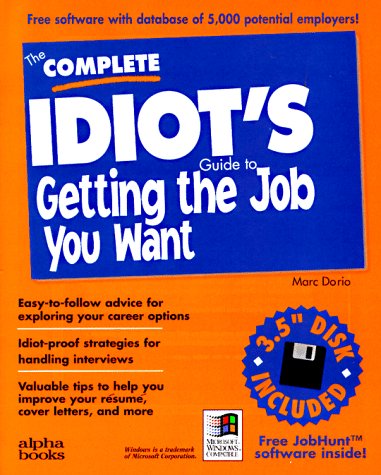 Free software with database of 5,000 potential employers!
The COMPLETE
IDIOT'S
Guide to
Getting the Job
You Want
Marc Dorio
Easy-to-follow advice for
exploring your career options
Idiot-proof strategies for
handling interviews
Valuable tips to help you
improve your résumé,
cover letters, and more
3.5" DISK
INCLUDED
alpha
books
Windows is a trademark
of Microsoft Corporation.
MICROSOFT
WINDOWS
COMPATIBLE
Free JobHunt™
software inside!